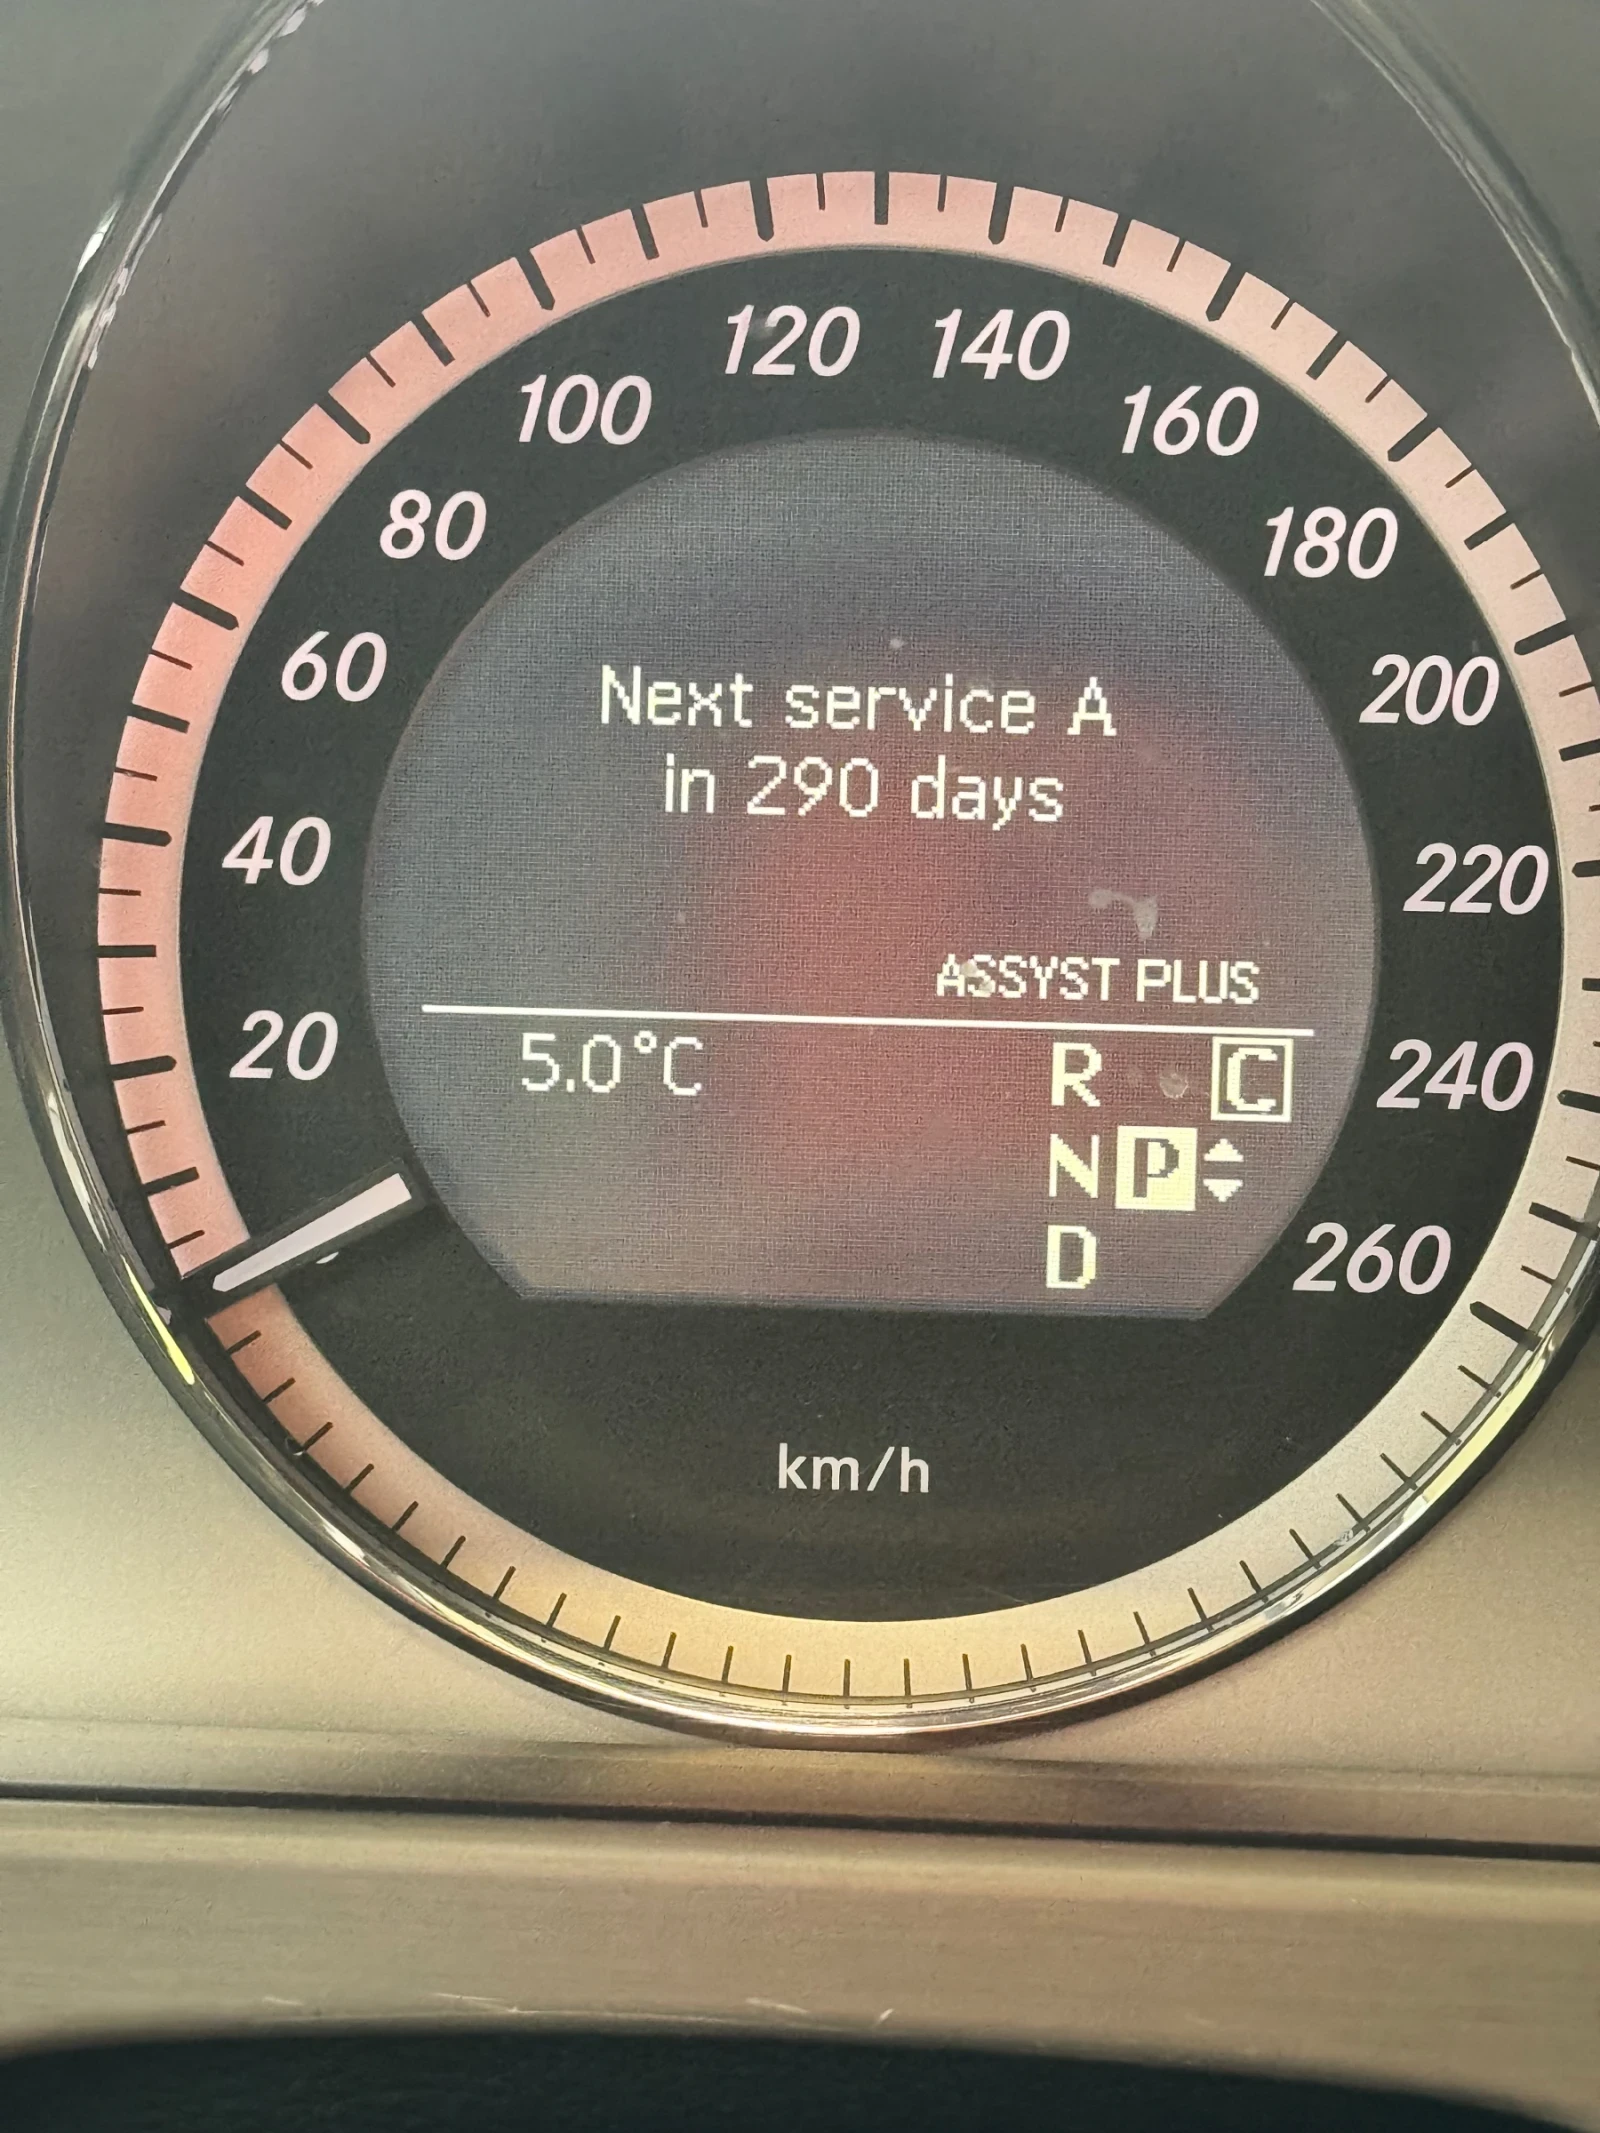 120 140
100 160
80 180
60 200
Next service A
in 290 days
40 220
ASSYST PLUS
20 5.0°C R C 240
N P
D 260
km/h